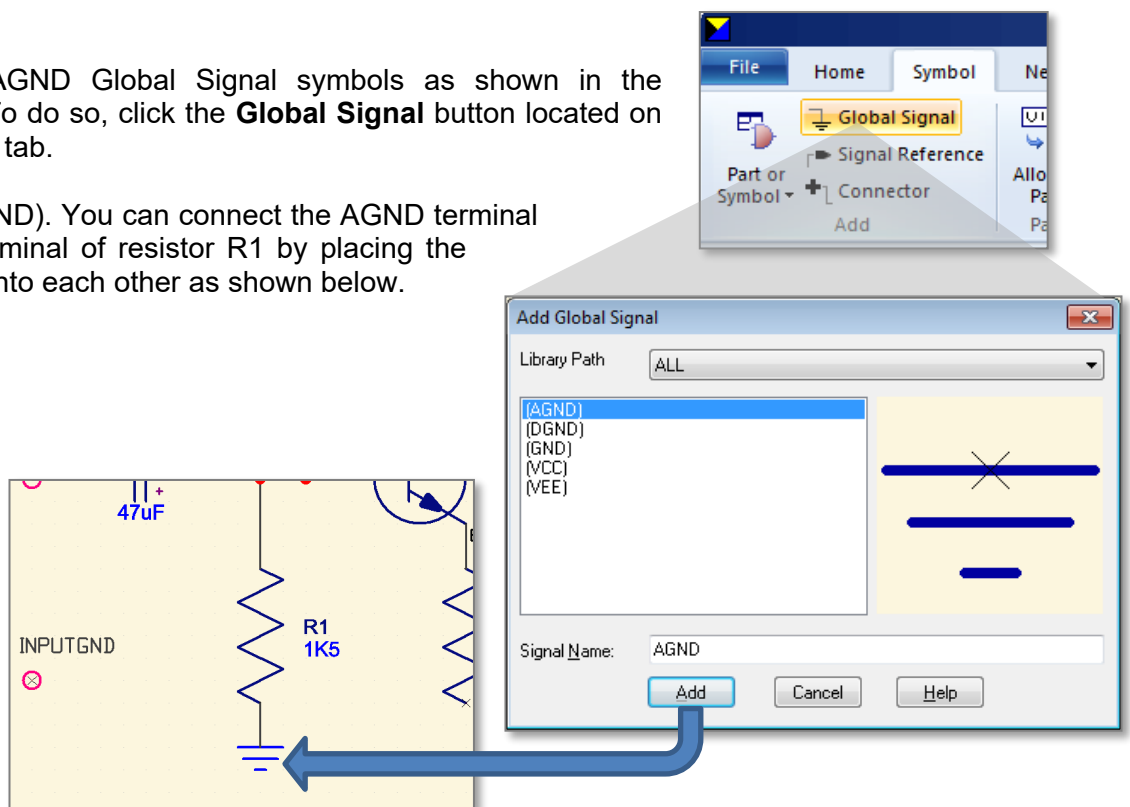 AGND Global Signal symbols as shown in the
o do so, click the Global Signal button located on
tab.
ND). You can connect the AGND terminal
minal of resistor R1 by placing the
nto each other as shown below.
File Home Symbol Ne
Global Signal
Signal Reference
Connector
Part or
Symbol
Add
Allo
Pa
Pa
Add Global Signal
Library Path ALL
(AGND)
(DGND)
(GND)
(VCC)
(VEE)
Signal Name: AGND
Add Cancel Help
+
47uF
R1
1K5
INPUTGND